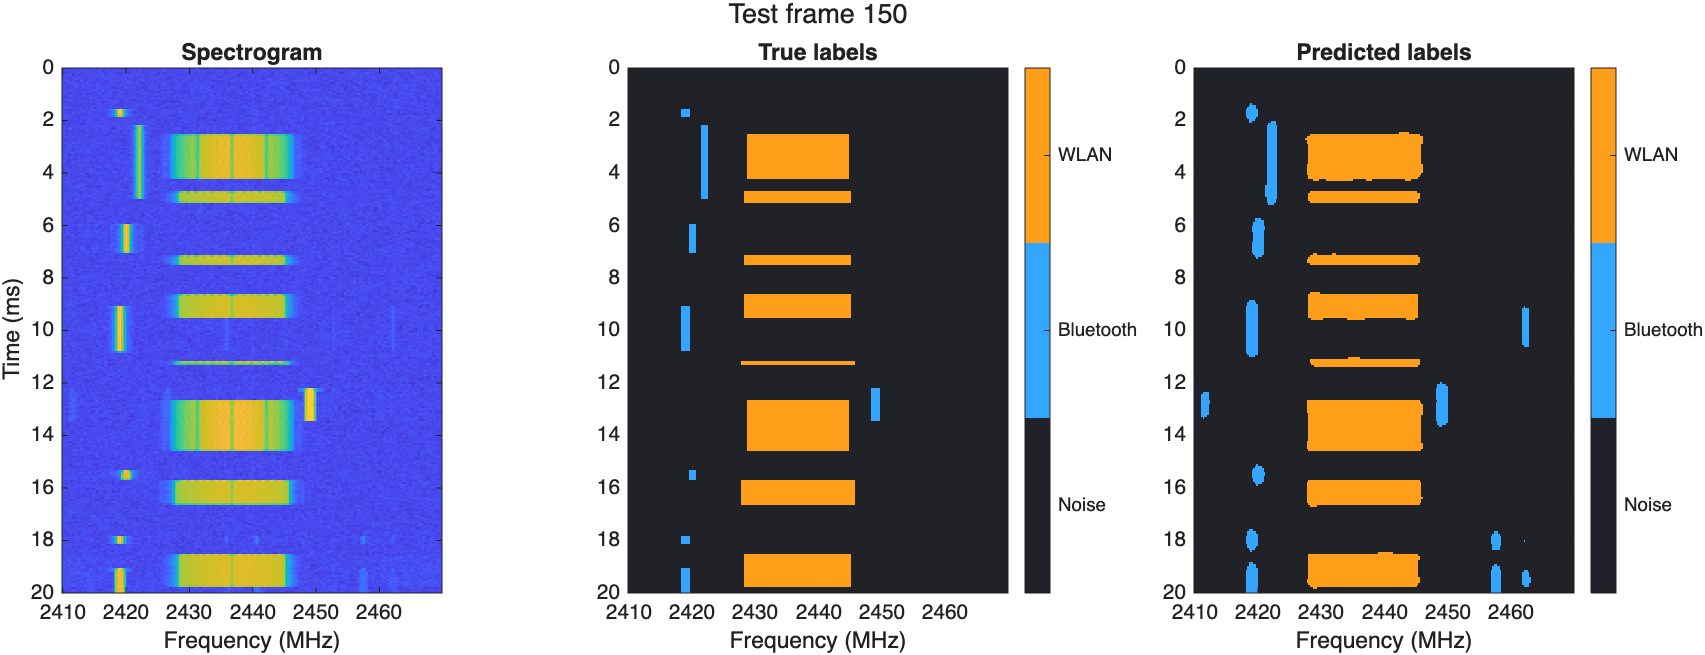 Test frame 150
Spectrogram
0
2
4
6
8
10
12
14
16
18
20
Time (ms)
2410 2420 2430 2440 2450 2460
Frequency (MHz)
True labels
0
2
4
6
8
10
12
14
16
18
20
2410 2420 2430 2440 2450 2460
Frequency (MHz)
WLAN
Bluetooth
Noise
Predicted labels
0
2
4
6
8
10
12
14
16
18
20
2410 2420 2430 2440 2450 2460
Frequency (MHz)
WLAN
Bluetooth
Noise